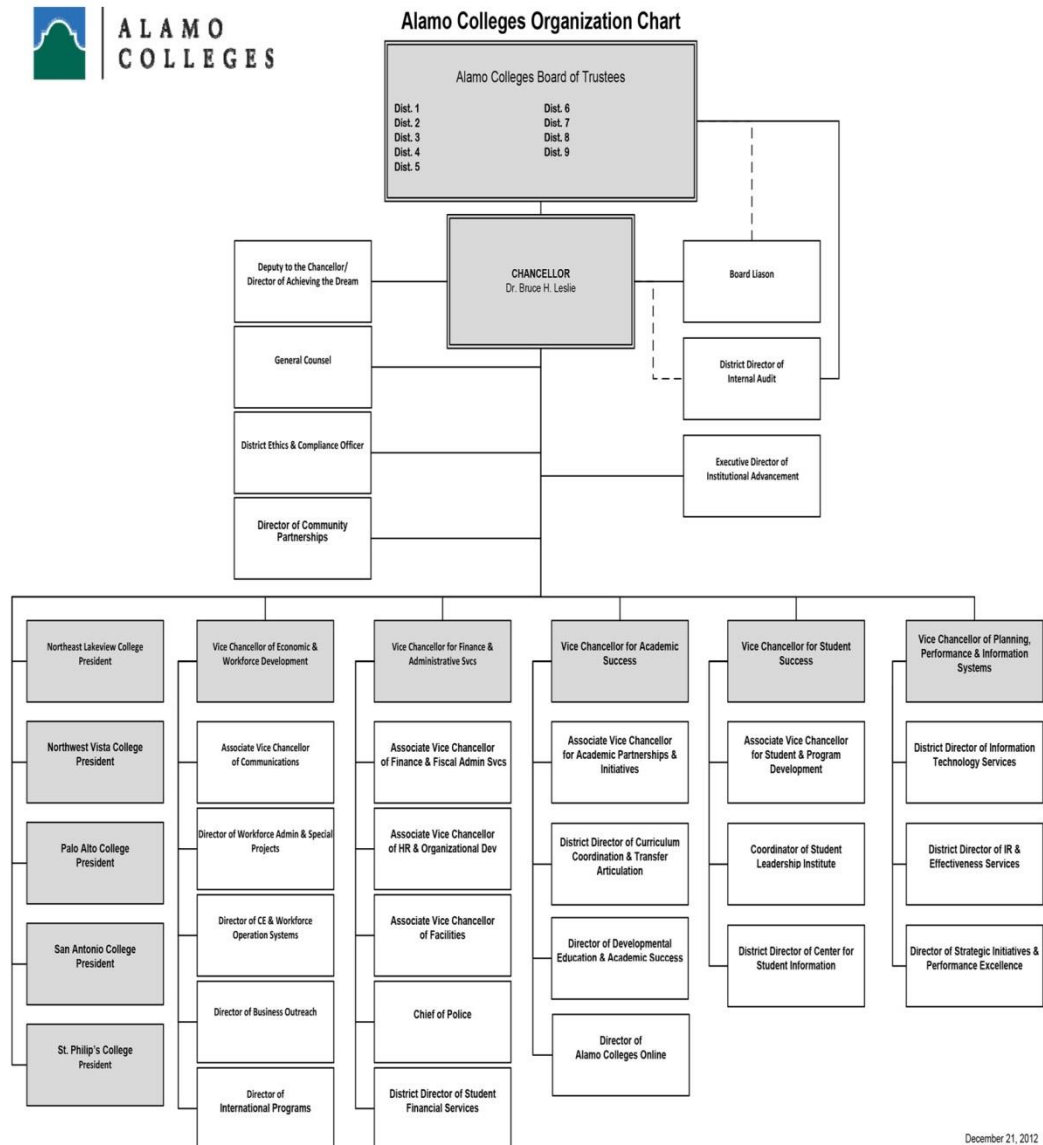 ALAMO
COLLEGES
Alamo Colleges Organization Chart
Alamo Colleges Board of Trustees
Dist. 1
Dist. 2
Dist. 3
Dist. 4
Dist. 5
Dist. 6
Dist. 7
Dist. 8
Dist. 9
CHANCELLOR
Dr. Bruce H. Leslie
Deputy to the Chancellor/
Director of Achieving the Dream
General Counsel
District Ethics & Compliance Officer
Director of Community
Partnerships
Board Liason
District Director of
Internal Audit
Executive Director of
Institutional Advancement
Northeast Lakeview College
President
Northwest Vista College
President
Palo Alto College
President
San Antonio College
President
St. Philip's College
President
Vice Chancellor of Economic &
Workforce Development
Associate Vice Chancellor
of Communications
Director of Workforce Admin & Special
Projects
Director of CE & Workforce
Operation Systems
Director of Business Outreach
Director of
International Programs
Vice Chancellor for Finance &
Administrative Svcs
Associate Vice Chancellor
of Finance & Fiscal Admin Svcs
Associate Vice Chancellor
of HR & Organizational Dev
Associate Vice Chancellor
of Facilities
Chief of Police
District Director of Student
Financial Services
Vice Chancellor for Academic
Success
Associate Vice Chancellor
for Academic Partnerships &
Initiatives
District Director of Curriculum
Coordination & Transfer
Articulation
Director of Developmental
Education & Academic Success
Director of
Alamo Colleges Online
Vice Chancellor for Student
Success
Associate Vice Chancellor
for Student & Program
Development
Coordinator of Student
Leadership Institute
District Director of Center for
Student Information
Vice Chancellor of Planning,
Performance & Information
Systems
District Director of Information
Technology Services
District Director of IR &
Effectiveness Services
Director of Strategic Initiatives &
Performance Excellence
December 21, 2012